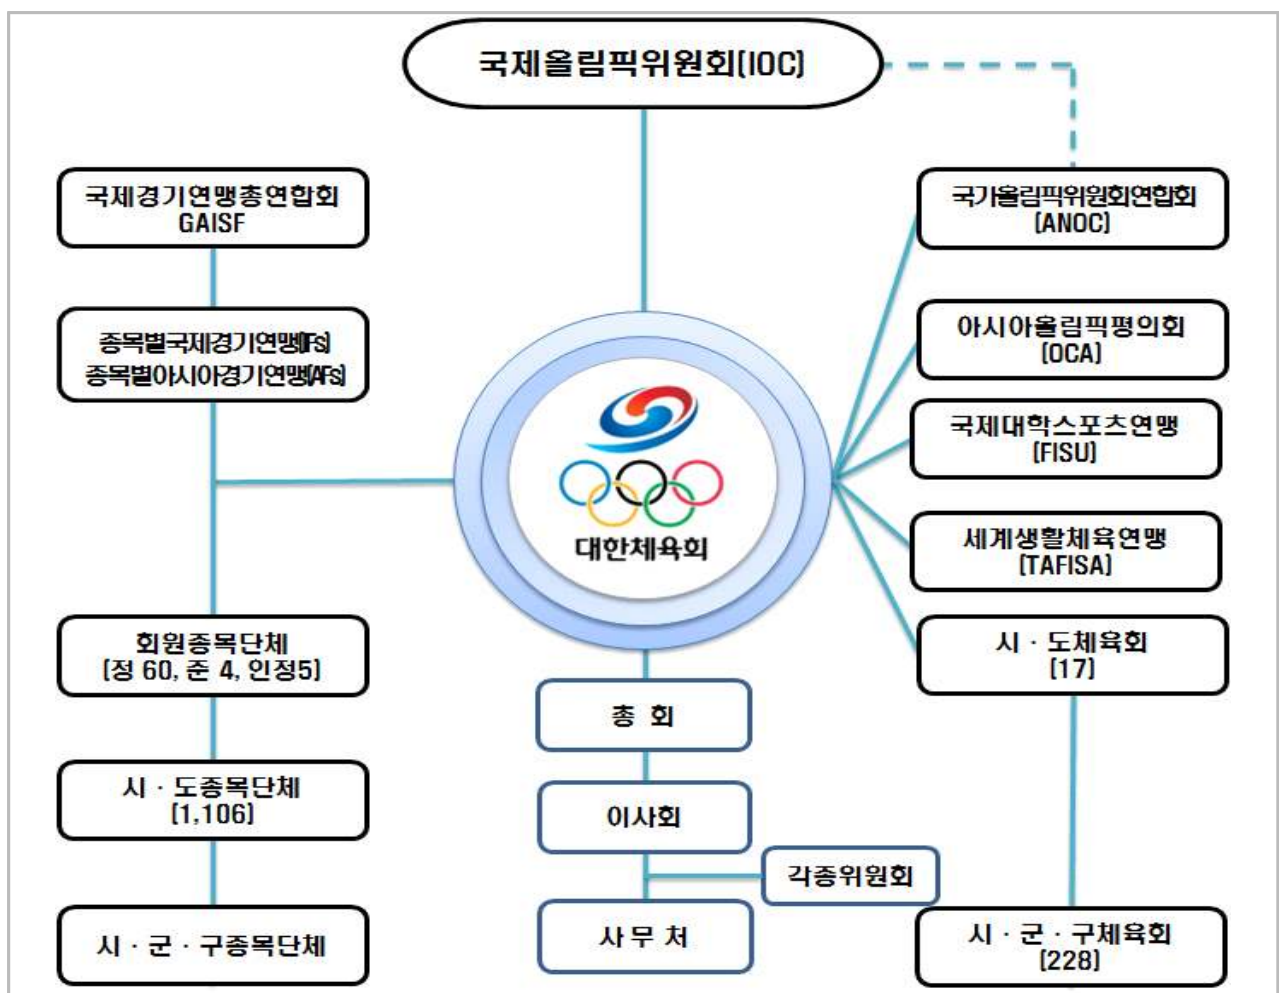 국제올림픽위원회(IOC)
국제경기연맹총연합회
GAISF
종목별국제경기연맹(IFs)
종목별아시아경기연맹(AFs)
국가올림픽위원회연합회
(ANOC)
아시아올림픽평의회
(OCA)
국제대학스포츠연맹
(FISU)
세계생활체육연맹
(TAFISA)
대한체육회
회원종목단체
(정 60, 준 4, 인정5)
시 · 도체육회
(17)
총 회
시 · 도종목단체
(1,106)
이사회
각종위원회
시 · 군 · 구종목단체
사 무 처
시 · 군 · 구체육회
(228)